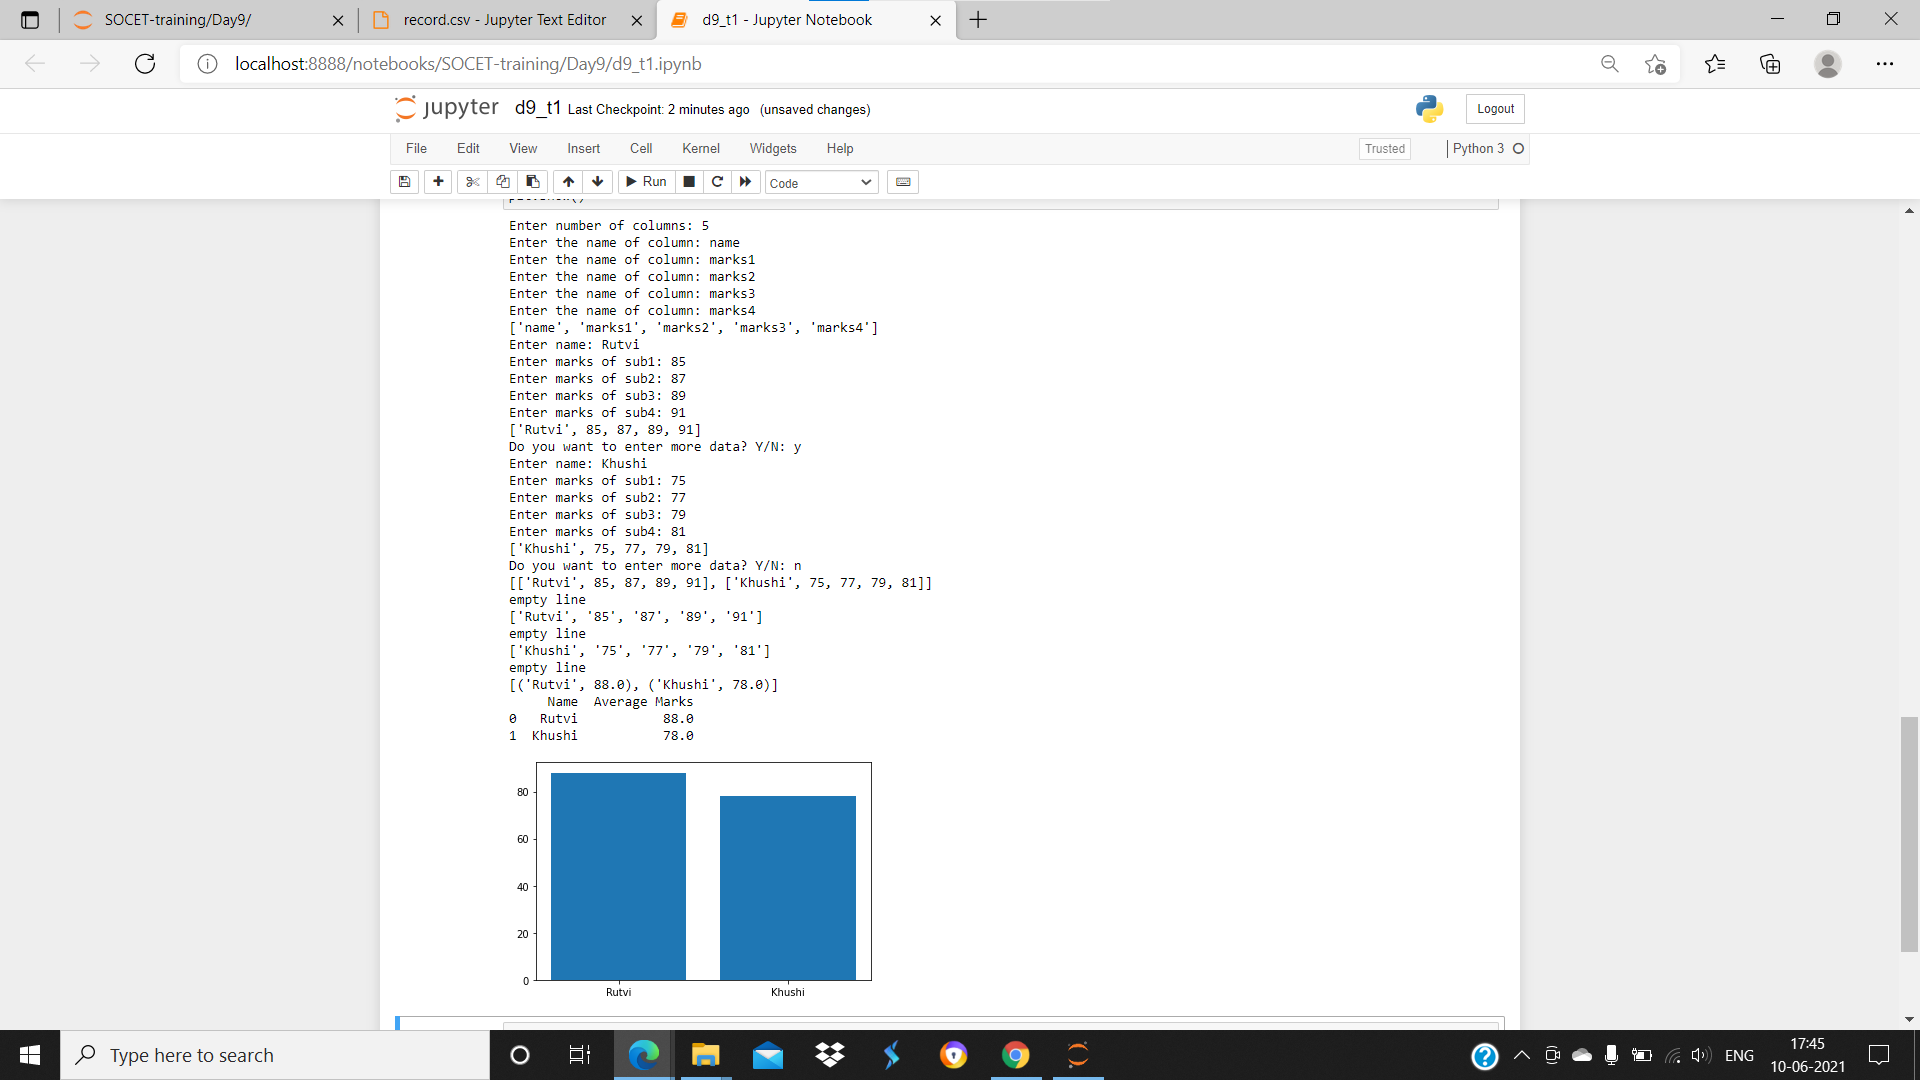 SOCET-training/Day9/
record.csv - Jupyter Text Editor
d9_t1 - Jupyter Notebook
localhost:8888/notebooks/SOCET-training/Day9/d9_t1.ipynb
jupyter d9_t1 Last Checkpoint: 2 minutes ago (unsaved changes)
Logout
File Edit View Insert Cell Kernel Widgets Help
Trusted
Python 3
Run
Code
Enter number of columns: 5
Enter the name of column: name
Enter the name of column: marks1
Enter the name of column: marks2
Enter the name of column: marks3
Enter the name of column: marks4
['name', 'marks1', 'marks2', 'marks3', 'marks4']
Enter name: Rutvi
Enter marks of sub1: 85
Enter marks of sub2: 87
Enter marks of sub3: 89
Enter marks of sub4: 91
['Rutvi', 85, 87, 89, 91]
Do you want to enter more data? Y/N: y
Enter name: Khushi
Enter marks of sub1: 75
Enter marks of sub2: 77
Enter marks of sub3: 79
Enter marks of sub4: 81
['Khushi', 75, 77, 79, 81]
Do you want to enter more data? Y/N: n
[['Rutvi', 85, 87, 89, 91], ['Khushi', 75, 77, 79, 81]]
empty line
['Rutvi', '85', '87', '89', '91']
empty line
['Khushi', '75', '77', '79', '81']
empty line
[('Rutvi', 88.0), ('Khushi', 78.0)]
Name Average Marks
0 Rutvi 88.0
1 Khushi 78.0
80
60
40
20
0
Rutvi Khushi
Type here to search
ENG
17:45
10-06-2021